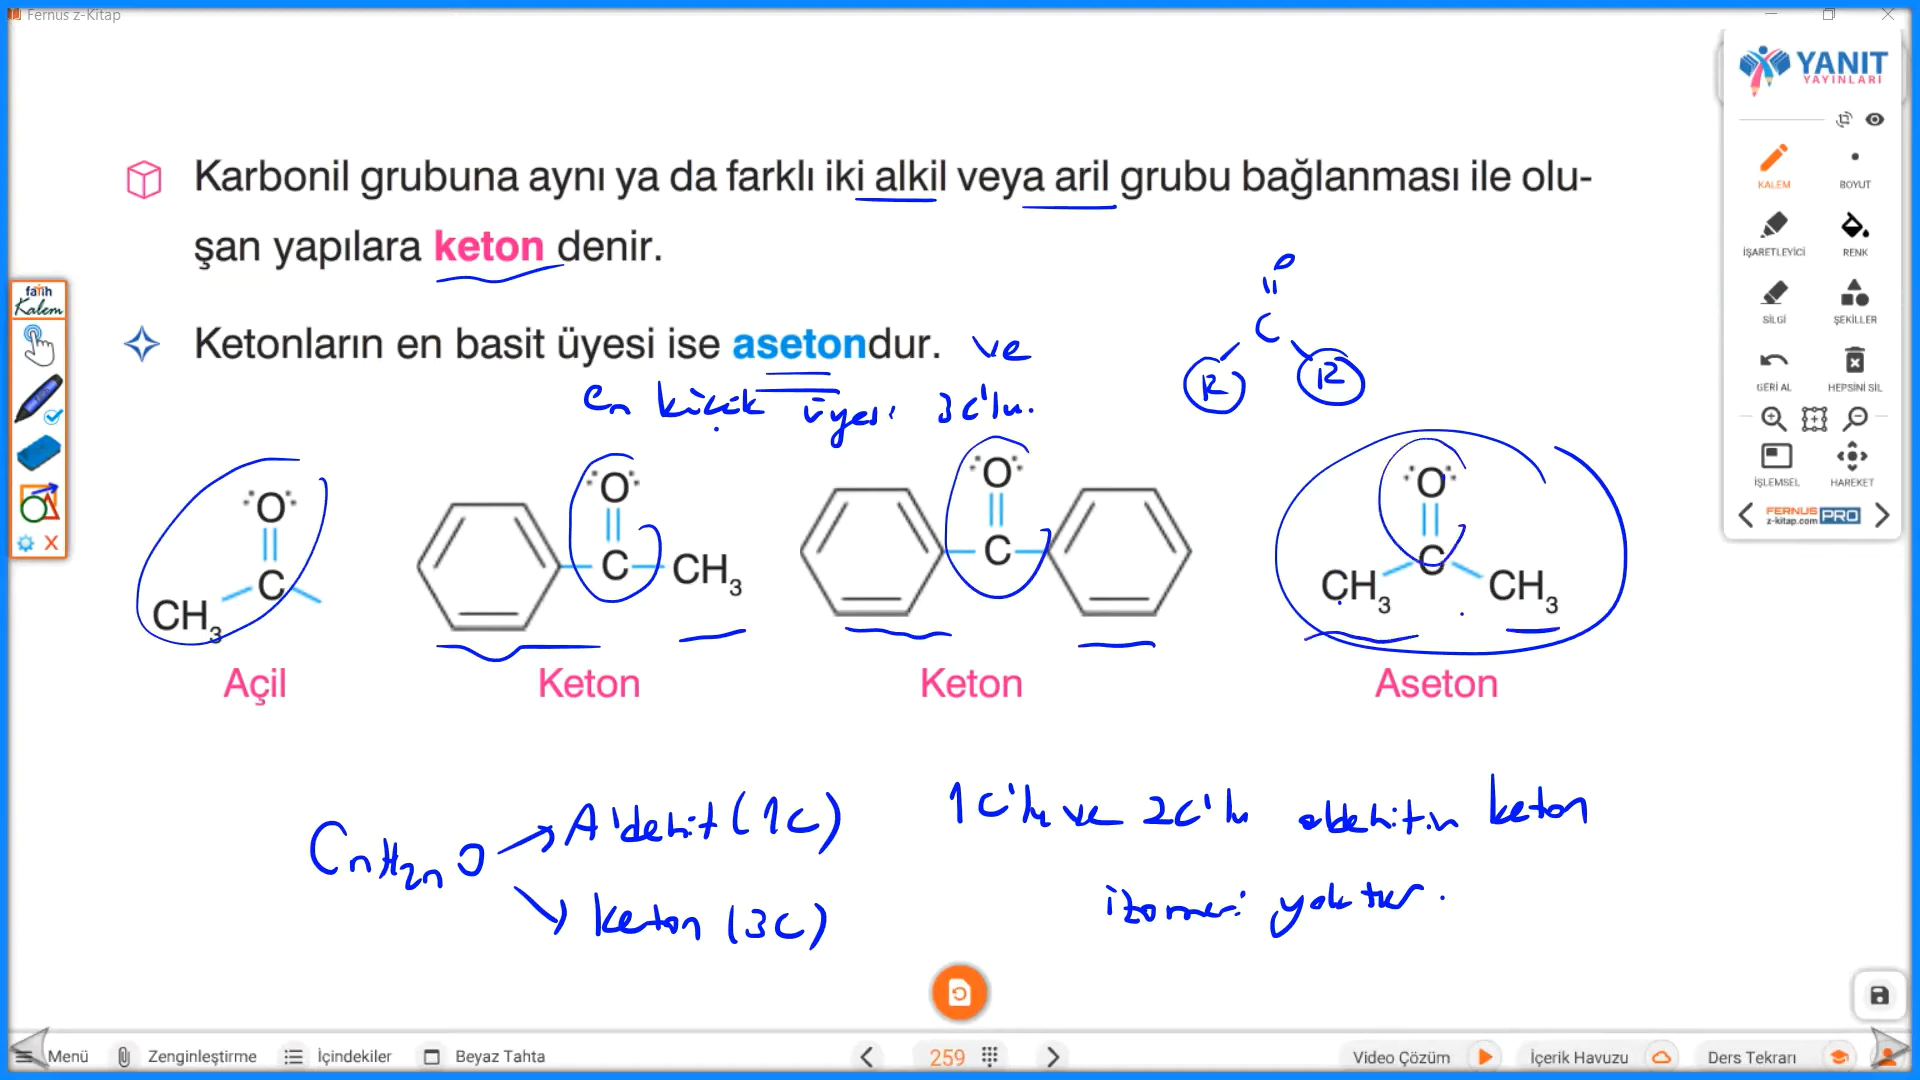 Fernus z-Kitap
YANIT
YAYINLARI
Karbonil grubuna aynı ya da farklı iki alkil veya aril grubu bağlanması ile olu-
şan yapılara keton denir.
Ketonların en basit üyesi ise asetondur. ve
en küçük üyesi 3C'lu.
O
C
R R
O
C
CH3
Açil
O
C CH3
Keton
O
C
Keton
O
C
CH3 CH3
Aseton
CnH2nO
Aldehit (1C)
Keton (3C)
1C'lu ve 2C'lu aldehitin keton
izomeri yoktur.
fatih
Kalem
KALEM
BOYUT
İŞARETLEYİCİ
RENK
SİLGİ
ŞEKİLLER
GERİ AL
HEPSİNİ SİL
İŞLEMSEL
HAREKET
FERNUS
z-kitap.com PRO
Menü
Zenginleştirme
İçindekiler
Beyaz Tahta
259
Video Çözüm
İçerik Havuzu
Ders Tekrarı